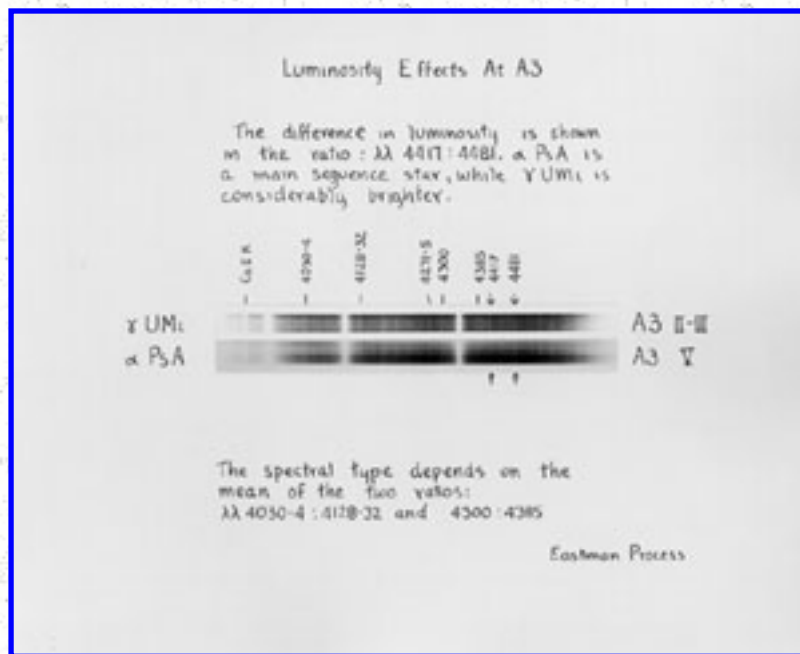 Luminosity Effects At A3
The difference in luminosity is shown
in the ratio : λλ 4417 : 4481. α PsA is
a main sequence star, while γ UMi is
considerably brighter.
Ca II K 4030-4 4128-32 4271-5 4300 4385 4417 4481
γ UMi A3 II-III
α PsA A3 V
The spectral type depends on the
mean of the two ratios:
λλ 4030-4 : 4128-32 and 4300 : 4385
Eastman Process